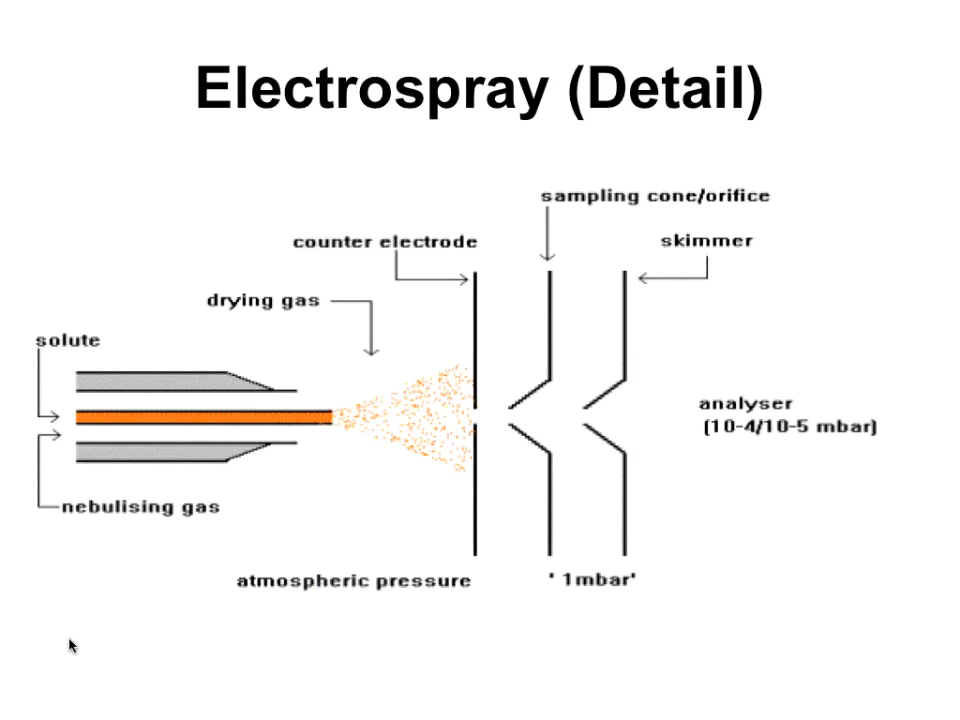 Electrospray (Detail)
sampling cone/orifice
counter electrode
skimmer
drying gas
solute
analyser
(10-4/10-5 mbar)
nebulising gas
atmospheric pressure
' 1mbar'